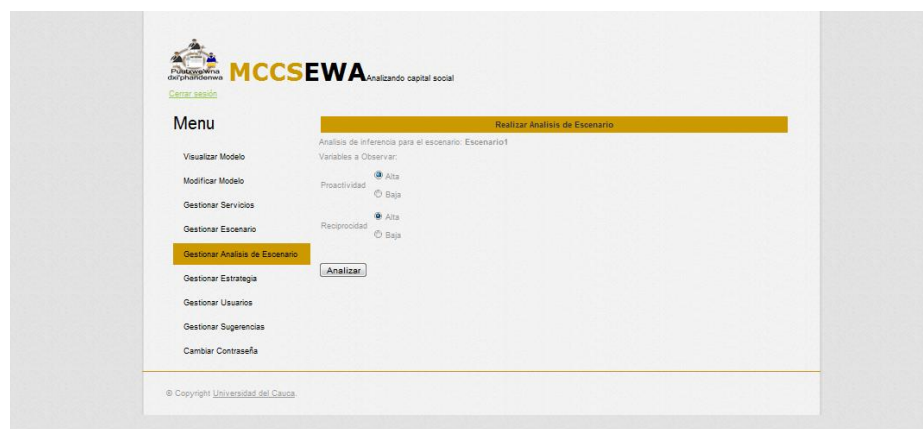 MCCSEWA Analizando capital social
Cerrar sesión
Menu
Visualizar Modelo
Modificar Modelo
Gestionar Servicios
Gestionar Escenario
Gestionar Analisis de Escenario
Gestionar Estrategia
Gestionar Usuarios
Gestionar Sugerencias
Cambiar Contraseña
Realizar Analisis de Escenario
Analisis de inferencia para el escenario: Escenario1
Variables a Observar:
Proactividad
Alta
Baja
Reciprocidad
Alta
Baja
Analizar
© Copyright Universidad del Cauca.